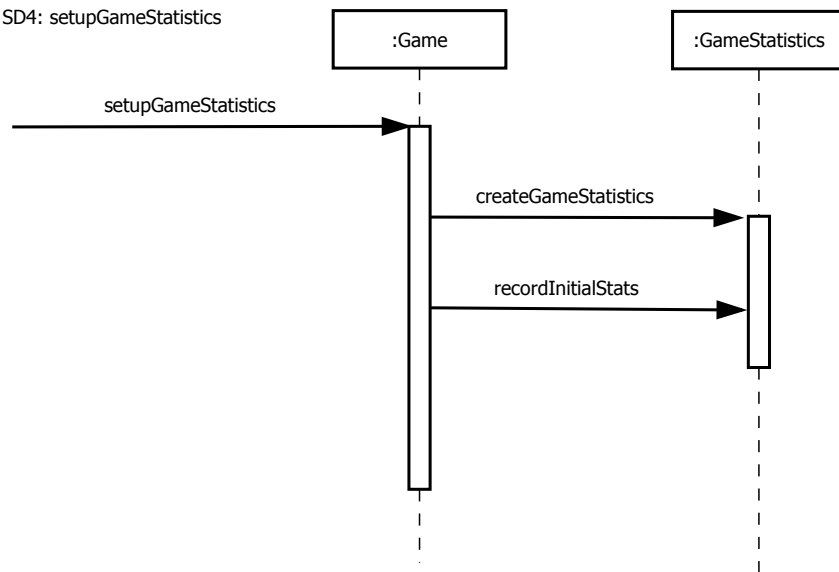 SD4: setupGameStatistics
:Game
:GameStatistics
setupGameStatistics
createGameStatistics
recordInitialStats